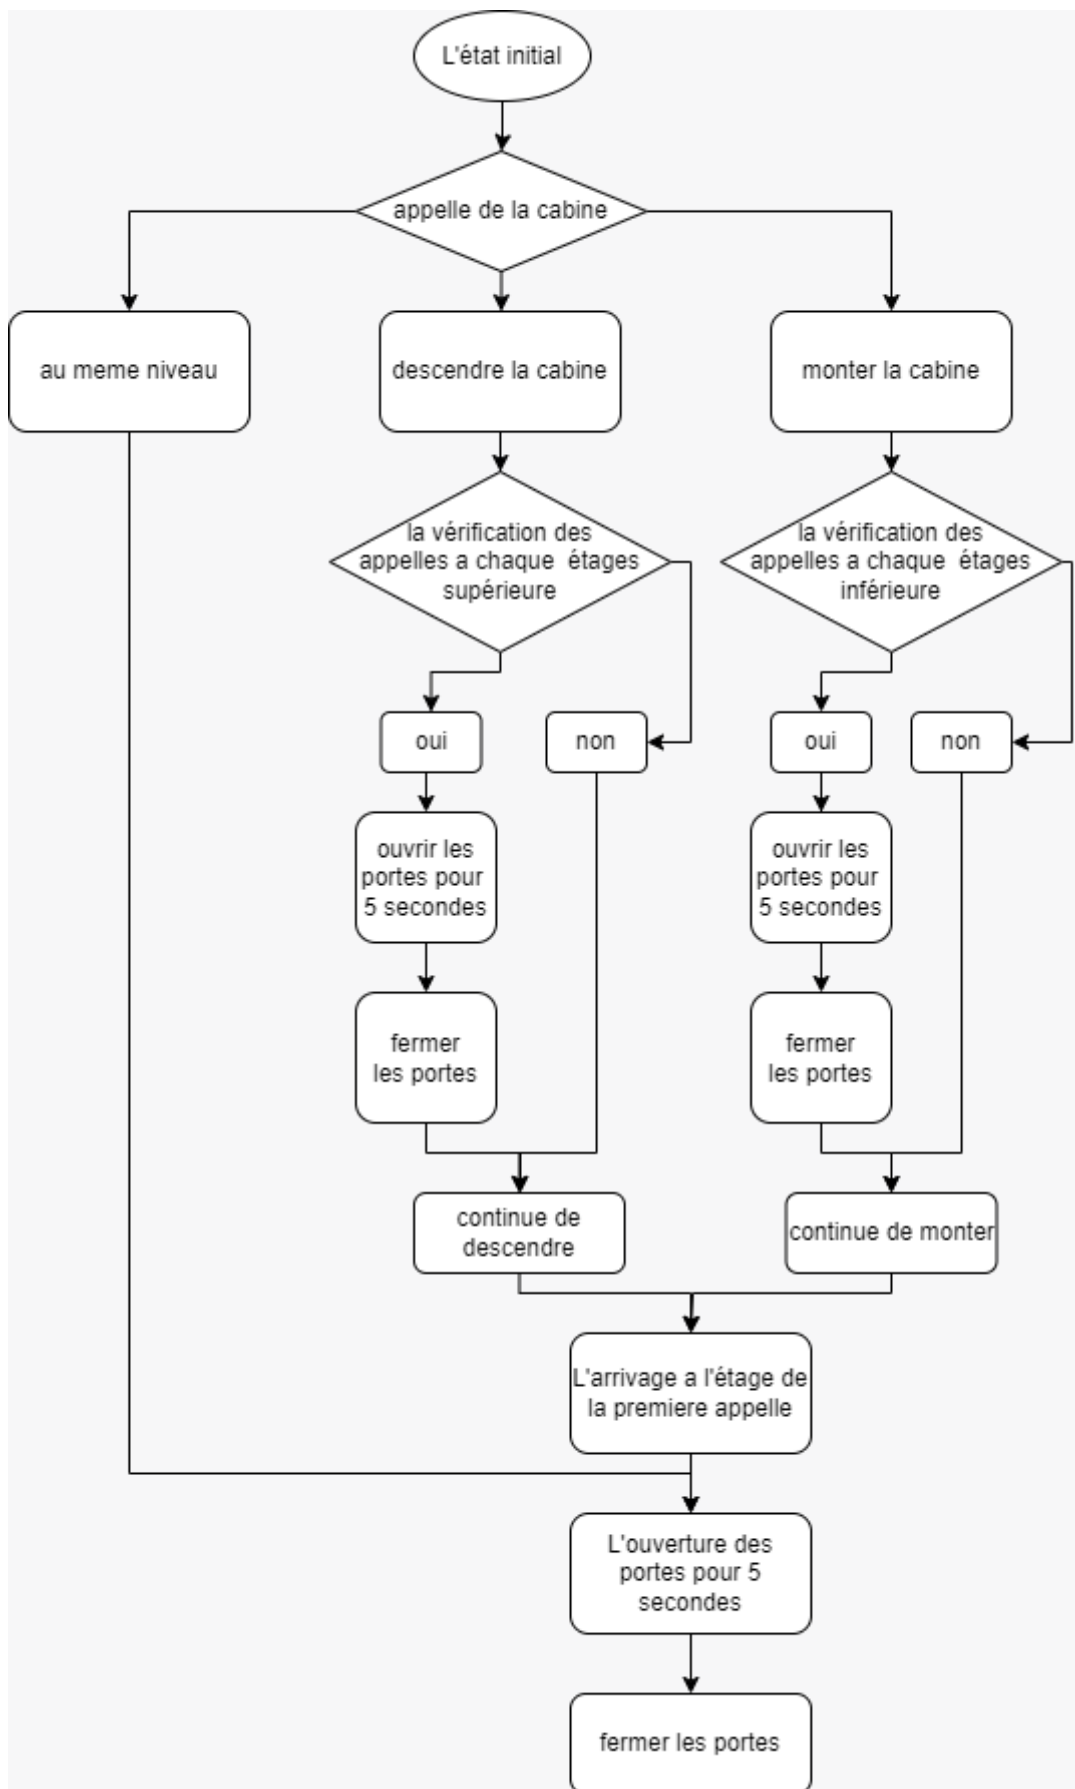 L'état initial
appelle de la cabine
au meme niveau
descendre la cabine
monter la cabine
la vérification des
appelles a chaque étages
supérieure
la vérification des
appelles a chaque étages
inférieure
oui
non
oui
non
ouvrir les
portes pour
5 secondes
ouvrir les
portes pour
5 secondes
fermer
les portes
fermer
les portes
continue de
descendre
continue de monter
L'arrivage a l'étage de
la premiere appelle
L'ouverture des
portes pour 5
secondes
fermer les portes